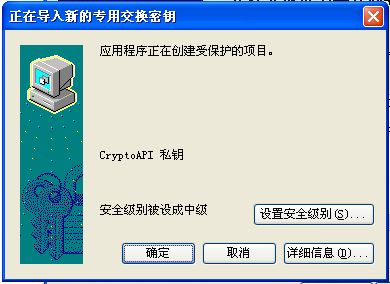 正在导入新的专用交换密钥
应用程序正在创建受保护的项目。
CryptoAPI 私钥
安全级别被设成中级
设置安全级别(S)...
确定
取消
详细信息(D)...